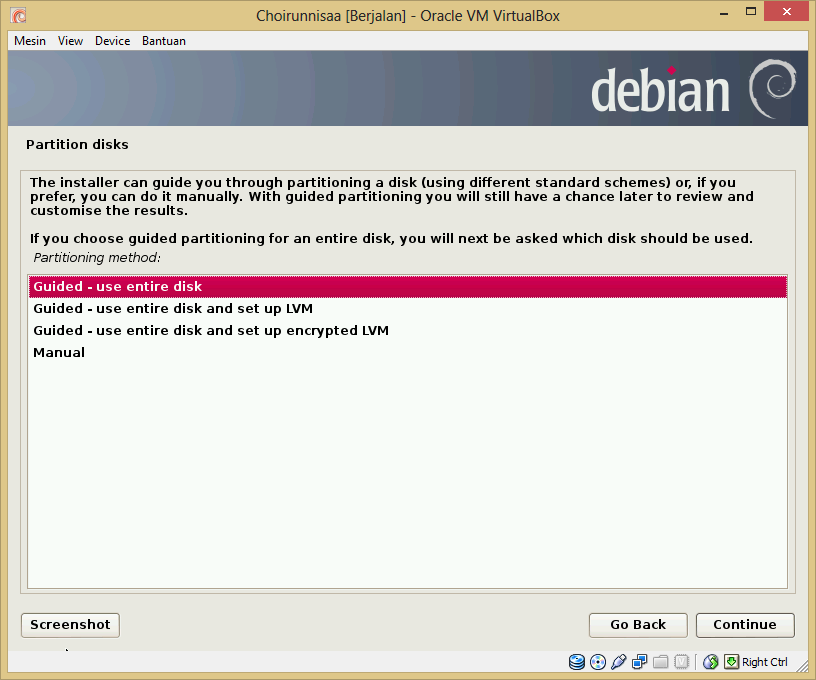 Choirunnisaa [Berjalan] - Oracle VM VirtualBox
Mesin View Device Bantuan
debian
Partition disks
The installer can guide you through partitioning a disk (using different standard schemes) or, if you
prefer, you can do it manually. With guided partitioning you will still have a chance later to review and
customise the results.
If you choose guided partitioning for an entire disk, you will next be asked which disk should be used.
Partitioning method:
Guided - use entire disk
Guided - use entire disk and set up LVM
Guided - use entire disk and set up encrypted LVM
Manual
Screenshot Go Back Continue
Right Ctrl